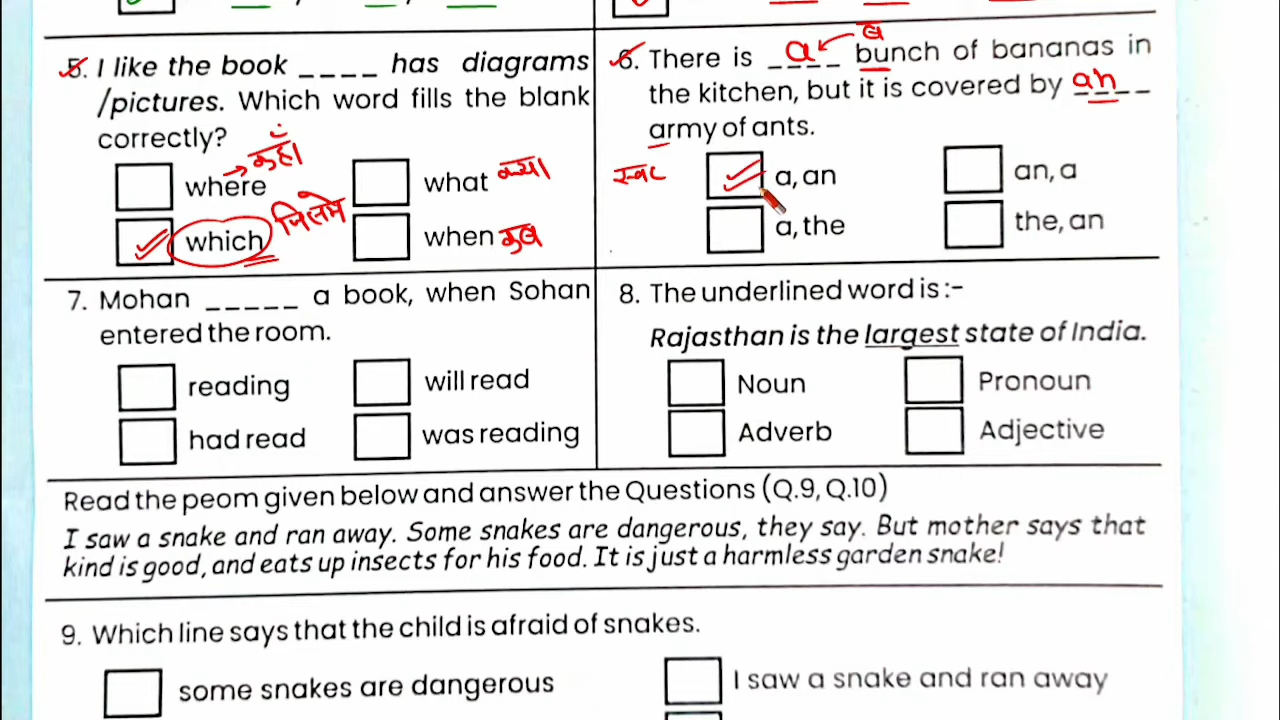 5. I like the book ____ has diagrams
/pictures. Which word fills the blank
correctly?
where कहाँ
what क्या
which जिसमे
when कब
6. There is a bunch of bananas in ब
the kitchen, but it is covered by an
army of ants.
स्वर
a, an
an, a
a, the
the, an
7. Mohan _____ a book, when Sohan
entered the room.
reading
will read
had read
was reading
8. The underlined word is :-
Rajasthan is the largest state of India.
Noun
Pronoun
Adverb
Adjective
Read the peom given below and answer the Questions (Q.9, Q.10)
I saw a snake and ran away. Some snakes are dangerous, they say. But mother says that
kind is good, and eats up insects for his food. It is just a harmless garden snake!
9. Which line says that the child is afraid of snakes.
some snakes are dangerous
I saw a snake and ran away